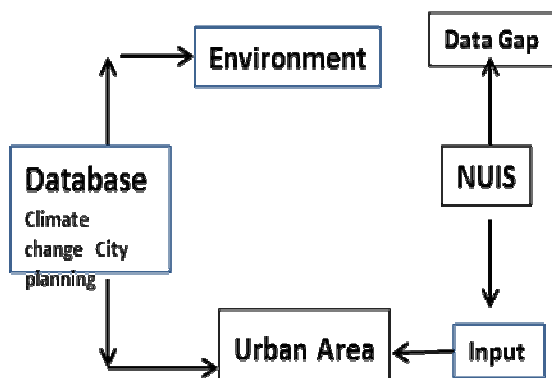 Environment
Data Gap
Database
Climate
change City
planning
NUIS
Urban Area
Input